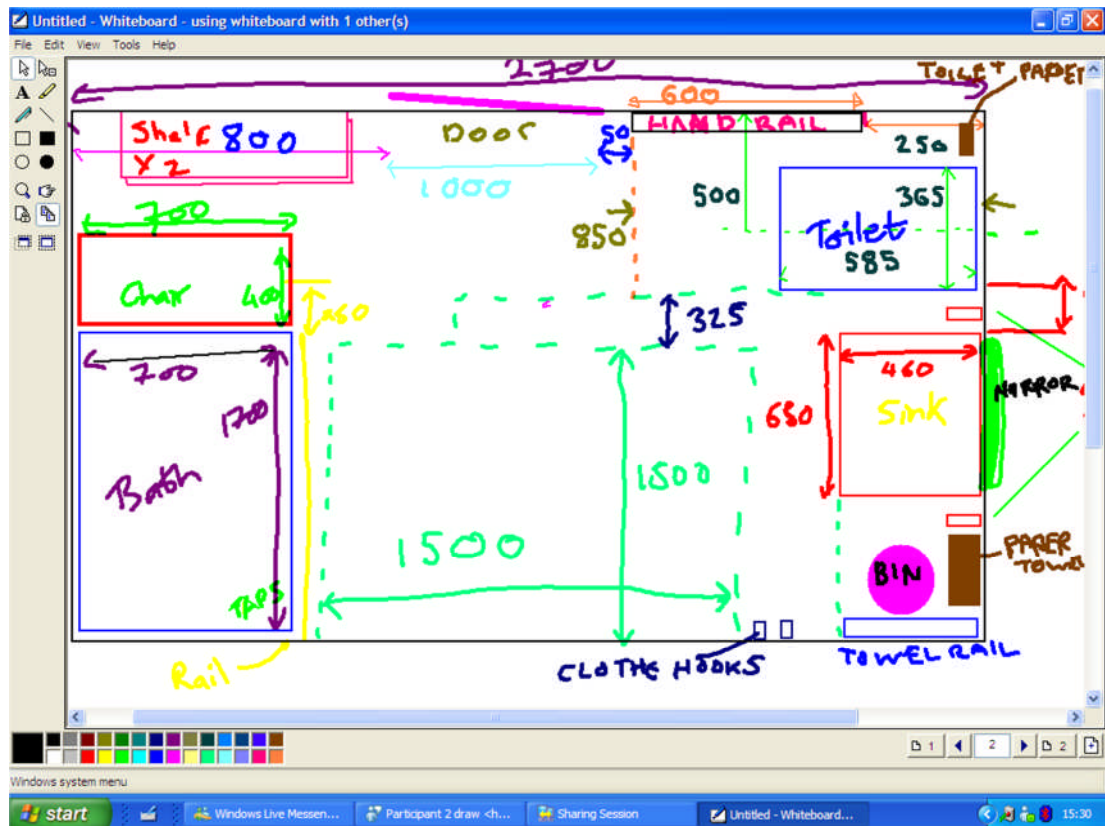 Untitled - Whiteboard - using whiteboard with 1 other(s)
File Edit View Tools Help
2700
TOILET PAPER
600
HAND RAIL
Shelf 800
X 2
Door
50
250
1000
700
500
365
850
Toilet
585
Chair
400
325
700
460
MIRROR
1700
680
Sink
Bath
1500
1500
PAPER
TOWEL
BIN
TAPS
CLOTHE HOOKS
TOWEL RAIL
Rail
1
2
2
Windows system menu
start
Windows Live Messen...
Participant 2 draw <h...
Sharing Session
Untitled - Whiteboard...
15:30